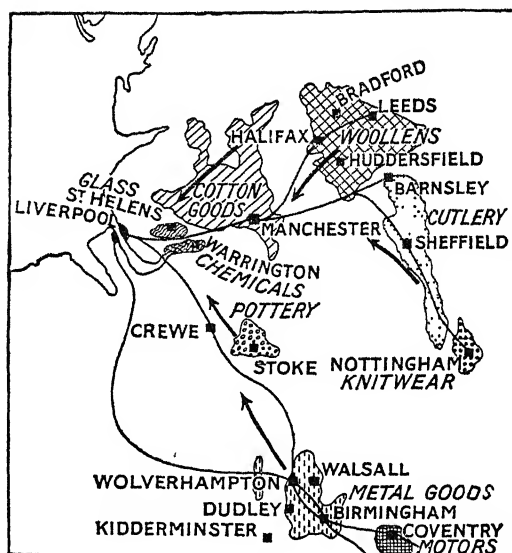 BRADFORD
LEEDS
HALIFAX
WOOLLENS
HUDDERSFIELD
GLASS
ST HELENS
COTTON
GOODS
BARNSLEY
LIVERPOOL
MANCHESTER
CUTLERY
SHEFFIELD
WARRINGTON
CHEMICALS
POTTERY
CREWE
STOKE
NOTTINGHAM
KNITWEAR
WOLVERHAMPTON
WALSALL
METAL GOODS
DUDLEY
BIRMINGHAM
KIDDERMINSTER
COVENTRY
MOTORS